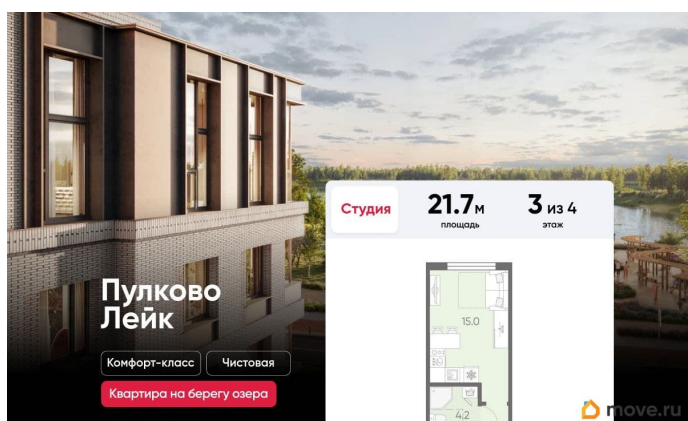 Студия
21.7м
площадь
3 из 4
этаж
Пулково
Лейк
15.0
Комфорт-класс
Чистовая
Квартира на берегу озера
4.2
move.ru